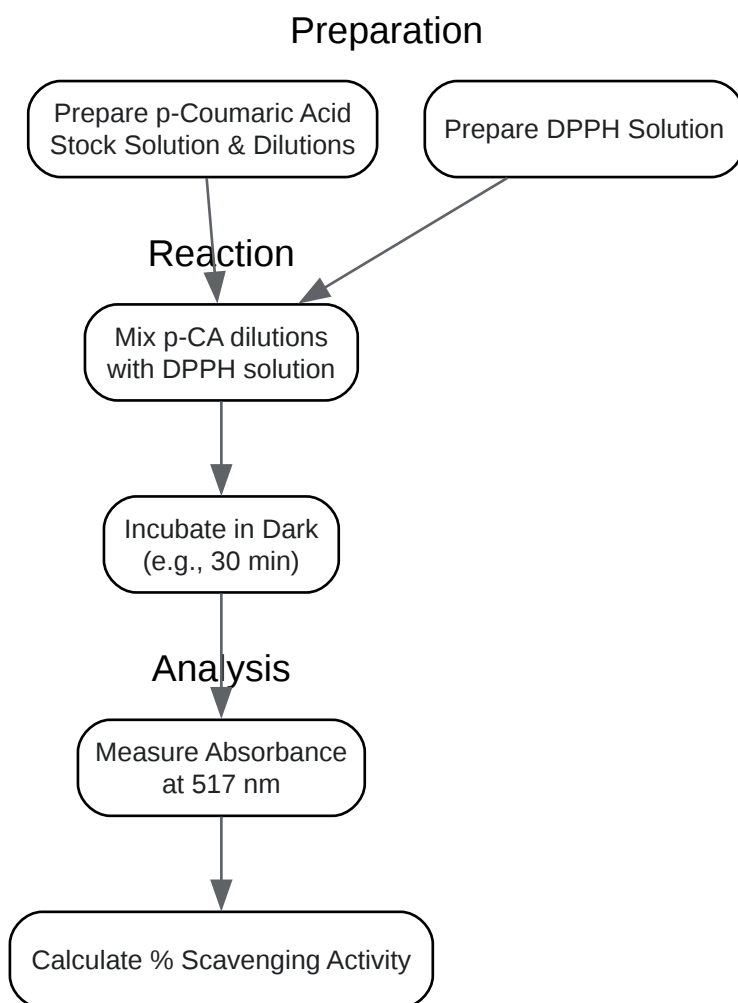 Preparation
Prepare p-Coumaric Acid
Stock Solution & Dilutions
Prepare DPPH Solution
Reaction
Mix p-CA dilutions
with DPPH solution
Incubate in Dark
(e.g., 30 min)
Analysis
Measure Absorbance
at 517 nm
Calculate % Scavenging Activity